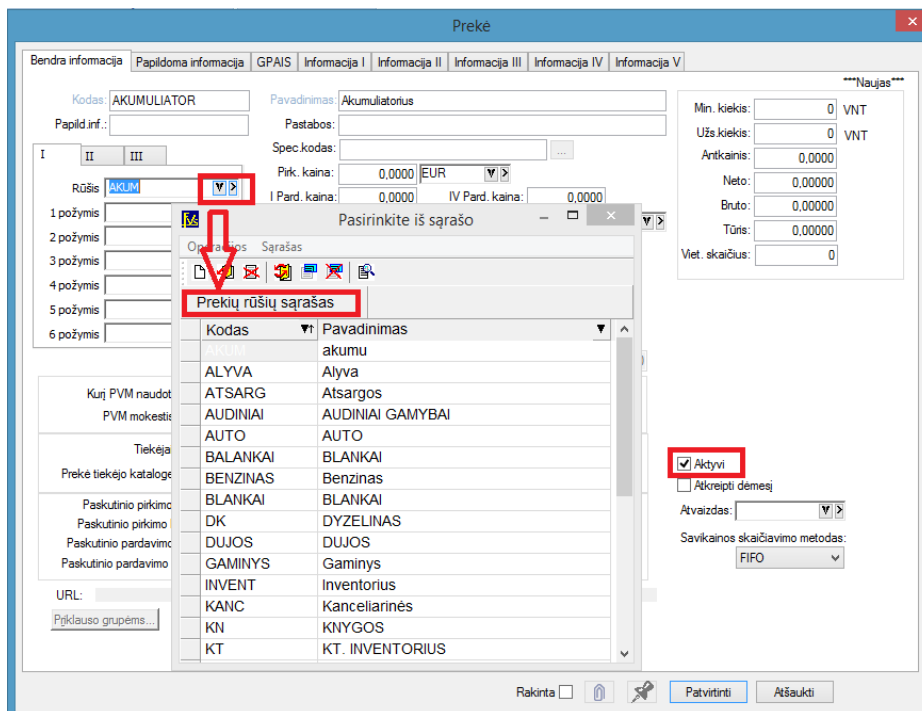 Prekė
Bendra informacija Papildoma informacija GPAIS Informacija I Informacija II Informacija III Informacija IV Informacija V
***Naujas***
Kodas: AKUMULIATOR Pavadinimas: Akumuliatorius
Papild.inf.: Pastabos:
Spec.kodas: ...
I II III
Pirk. kaina: 0,0000 EUR
Rūšis AKUM
I Pard. kaina: 0,0000 IV Pard. kaina: 0,0000
1 požymis
2 požymis
3 požymis
4 požymis
5 požymis
6 požymis
Min. kiekis: 0 VNT
Užs.kiekis: 0 VNT
Antkainis: 0,0000
Neto: 0,00000
Bruto: 0,00000
Tūris: 0,00000
Viet. skaičius: 0
Pasirinkite iš sąrašo
Operacijos Sąrašas
Prekių rūšių sąrašas
Kodas Pavadinimas
AKUM akumu
ALYVA Alyva
ATSARG Atsargos
AUDINIAI AUDINIAI GAMYBAI
AUTO AUTO
BALANKAI BLANKAI
BENZINAS Benzinas
BLANKAI BLANKAI
DK DYZELINAS
DUJOS DUJOS
GAMINYS Gaminys
INVENT Inventorius
KANC Kanceliarinės
KN KNYGOS
KT KT. INVENTORIUS
Kurį PVM naudot
PVM mokestis
Tiekėja
Prekė tiekėjo kataloge
Paskutinio pirkimo
Paskutinio pirkimo
Paskutinio pardavimo
Paskutinio pardavimo
URL:
Priklauso grupėms...
Aktyvi
Atkreipti dėmesį
Atvaizdas:
Savikainos skaičiavimo metodas:
FIFO
Rakinta Patvirtinti Atšaukti